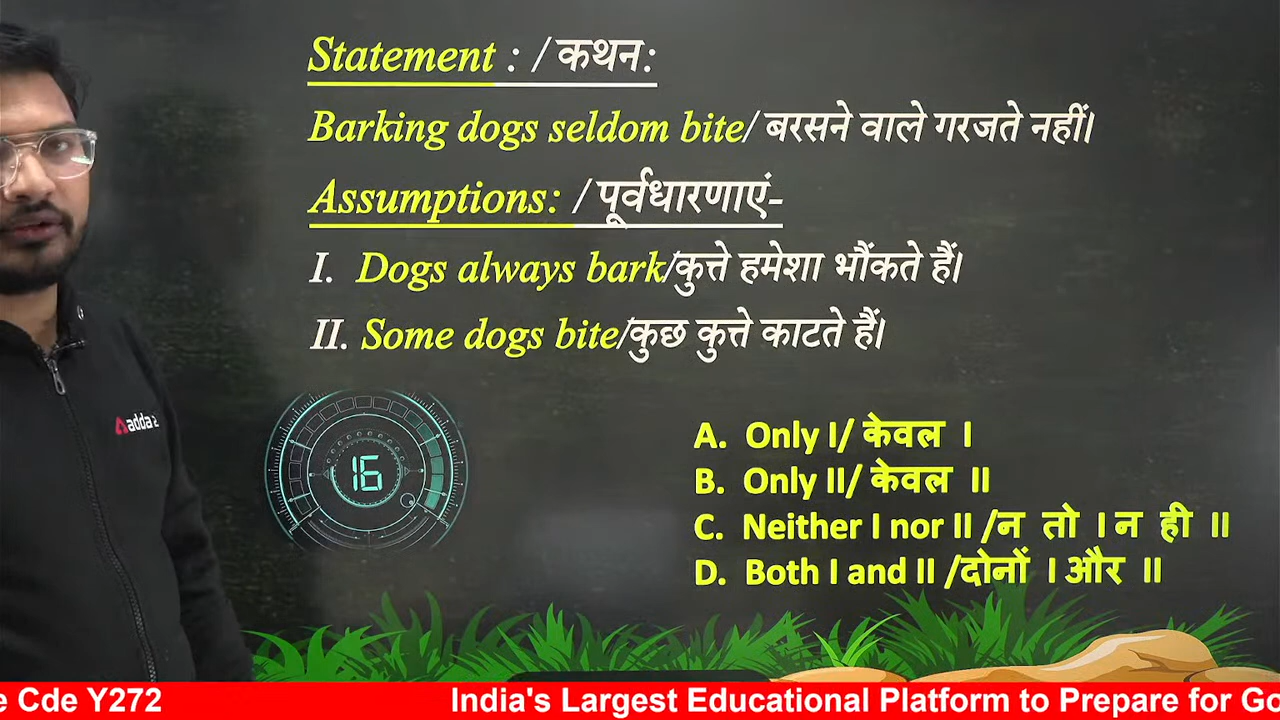 Statement : / कथन:
Barking dogs seldom bite/ बरसने वाले गरजते नहीं।
Assumptions: / पूर्वधारणाएं-
I. Dogs always bark/कुत्ते हमेशा भौंकते हैं।
II. Some dogs bite/कुछ कुत्ते काटते हैं।
A. Only I/ केवल I
B. Only II/ केवल II
C. Neither I nor II /न तो I न ही II
D. Both I and II /दोनों I और II
16
adda 2
e Cde Y272 India's Largest Educational Platform to Prepare for Go